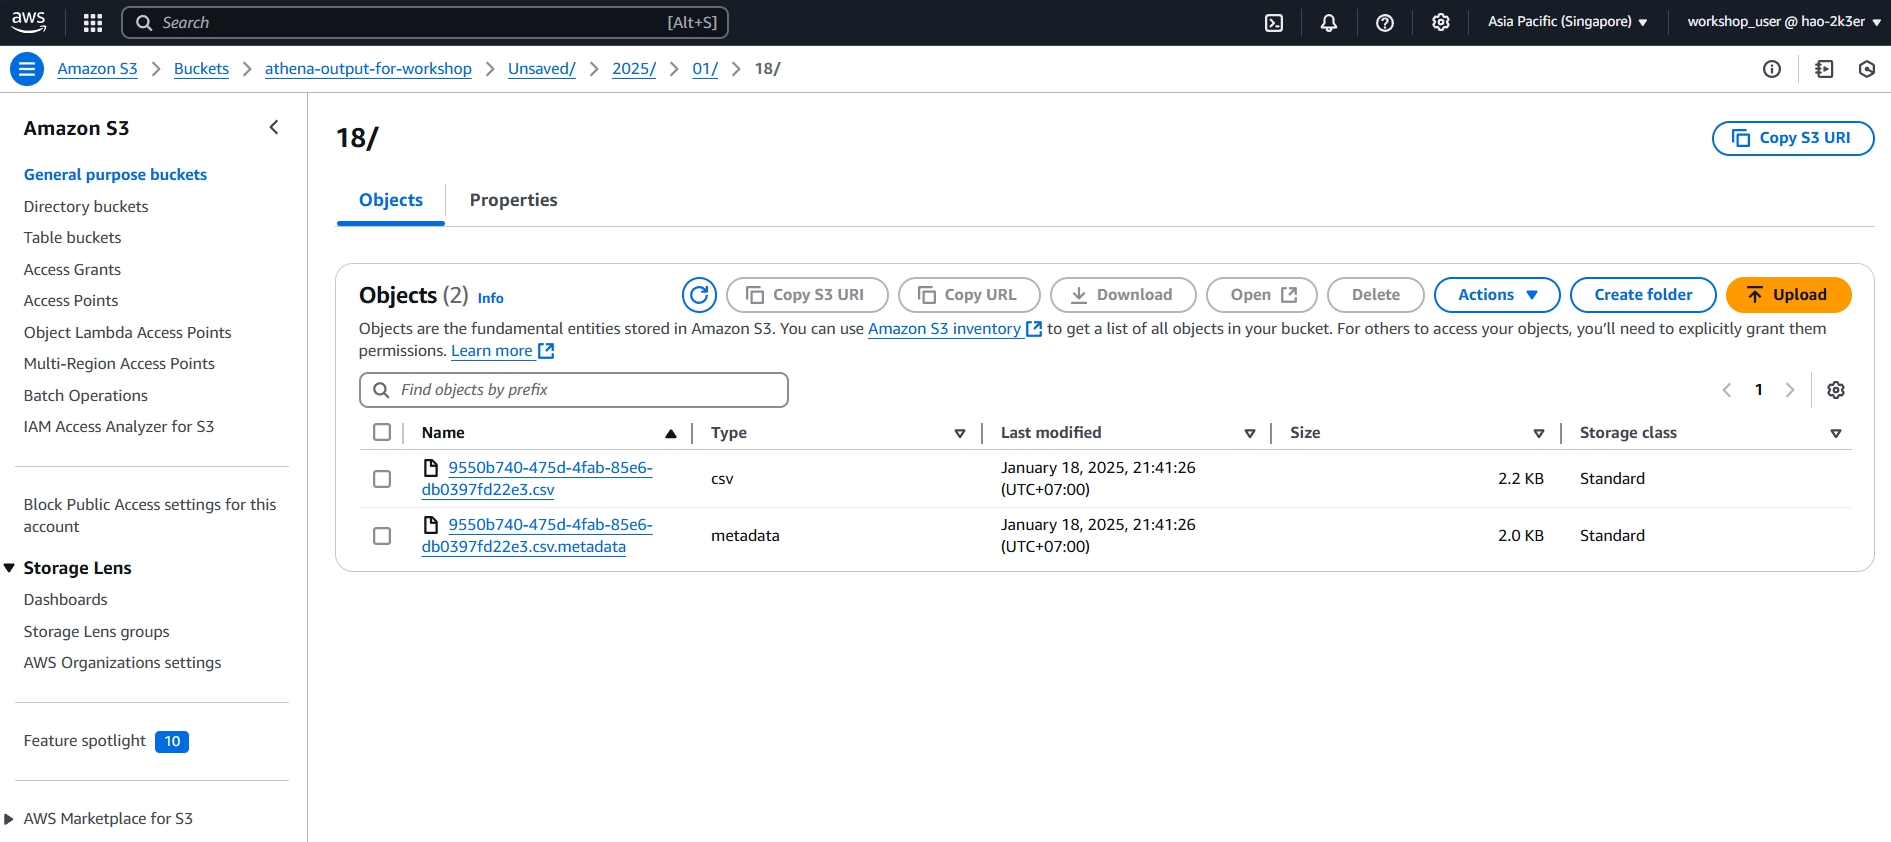 aws
Search [Alt+S]
Asia Pacific (Singapore)
workshop_user @ hao-2k3er
Amazon S3
Buckets
athena-output-for-workshop
Unsaved/
2025/
01/
18/
Amazon S3
General purpose buckets
Directory buckets
Table buckets
Access Grants
Access Points
Object Lambda Access Points
Multi-Region Access Points
Batch Operations
IAM Access Analyzer for S3
Block Public Access settings for this
account
Storage Lens
Dashboards
Storage Lens groups
AWS Organizations settings
Feature spotlight 10
AWS Marketplace for S3
18/
Copy S3 URI
Objects
Properties
Objects (2) Info
Copy S3 URI
Copy URL
Download
Open
Delete
Actions
Create folder
Upload
Objects are the fundamental entities stored in Amazon S3. You can use Amazon S3 inventory to get a list of all objects in your bucket. For others to access your objects, you'll need to explicitly grant them
permissions. Learn more
Find objects by prefix
1
Name Type Last modified Size Storage class
9550b740-475d-4fab-85e6-
db0397fd22e3.csv
csv
January 18, 2025, 21:41:26
(UTC+07:00)
2.2 KB
Standard
9550b740-475d-4fab-85e6-
db0397fd22e3.csv.metadata
metadata
January 18, 2025, 21:41:26
(UTC+07:00)
2.0 KB
Standard